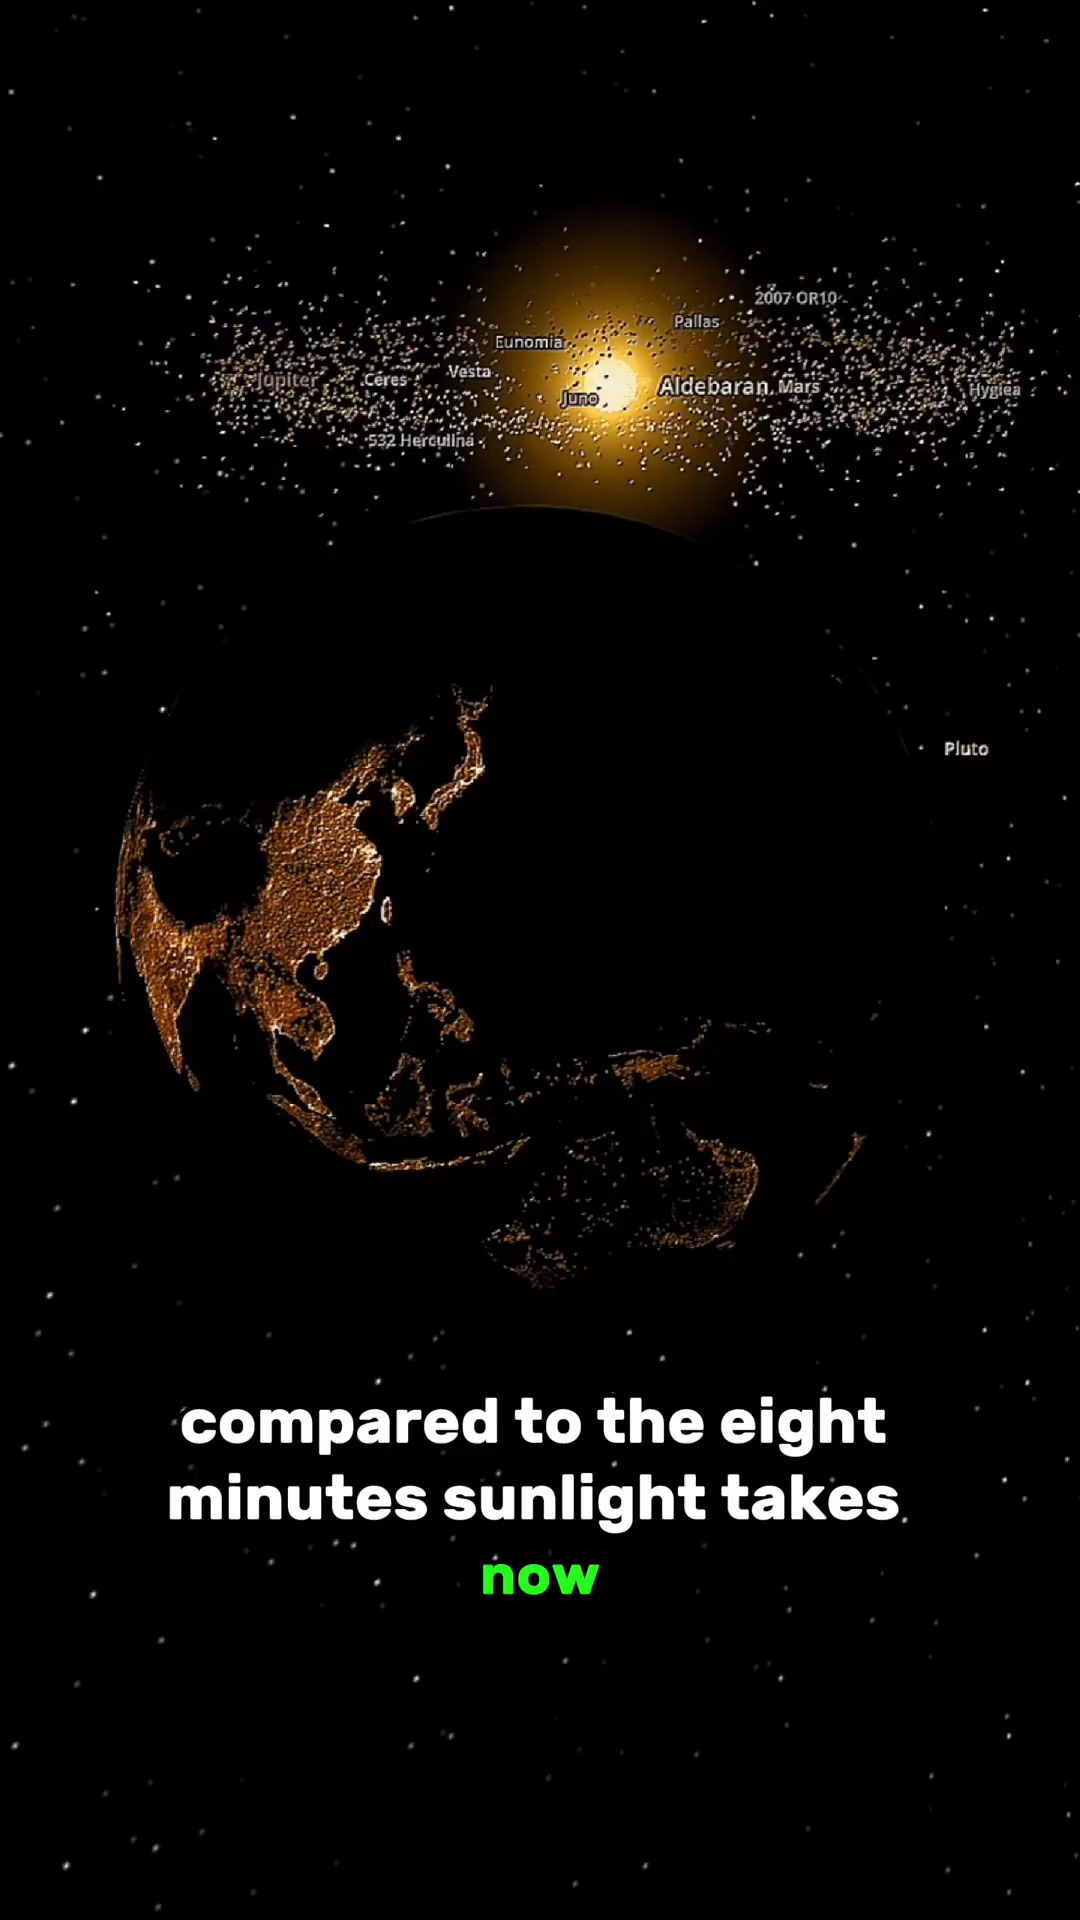 2007 OR10
Pallas
Eunomia
Vesta
Jupiter
Ceres
Juno
Aldebaran
Mars
Hygiea
532 Herculina
Pluto
compared to the eight
minutes sunlight takes
now